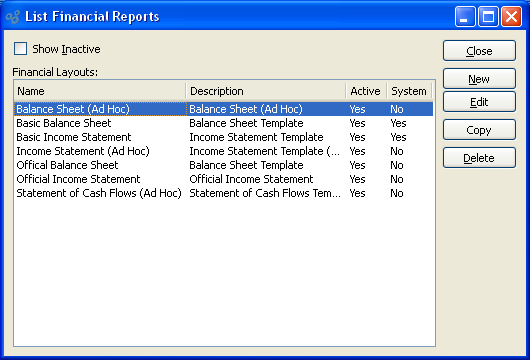 List Financial Reports
Show Inactive
Financial Layouts:
Name Description Active System
Balance Sheet (Ad Hoc) Balance Sheet (Ad Hoc) Yes No
Basic Balance Sheet Balance Sheet Template Yes Yes
Basic Income Statement Income Statement Template Yes Yes
Income Statement (Ad Hoc) Income Statement Template (... Yes No
Offical Balance Sheet Balance Sheet Template Yes No
Official Income Statement Official Income Statement Yes No
Statement of Cash Flows (Ad Hoc) Statement of Cash Flows Tem... Yes No
Close
New
Edit
Copy
Delete